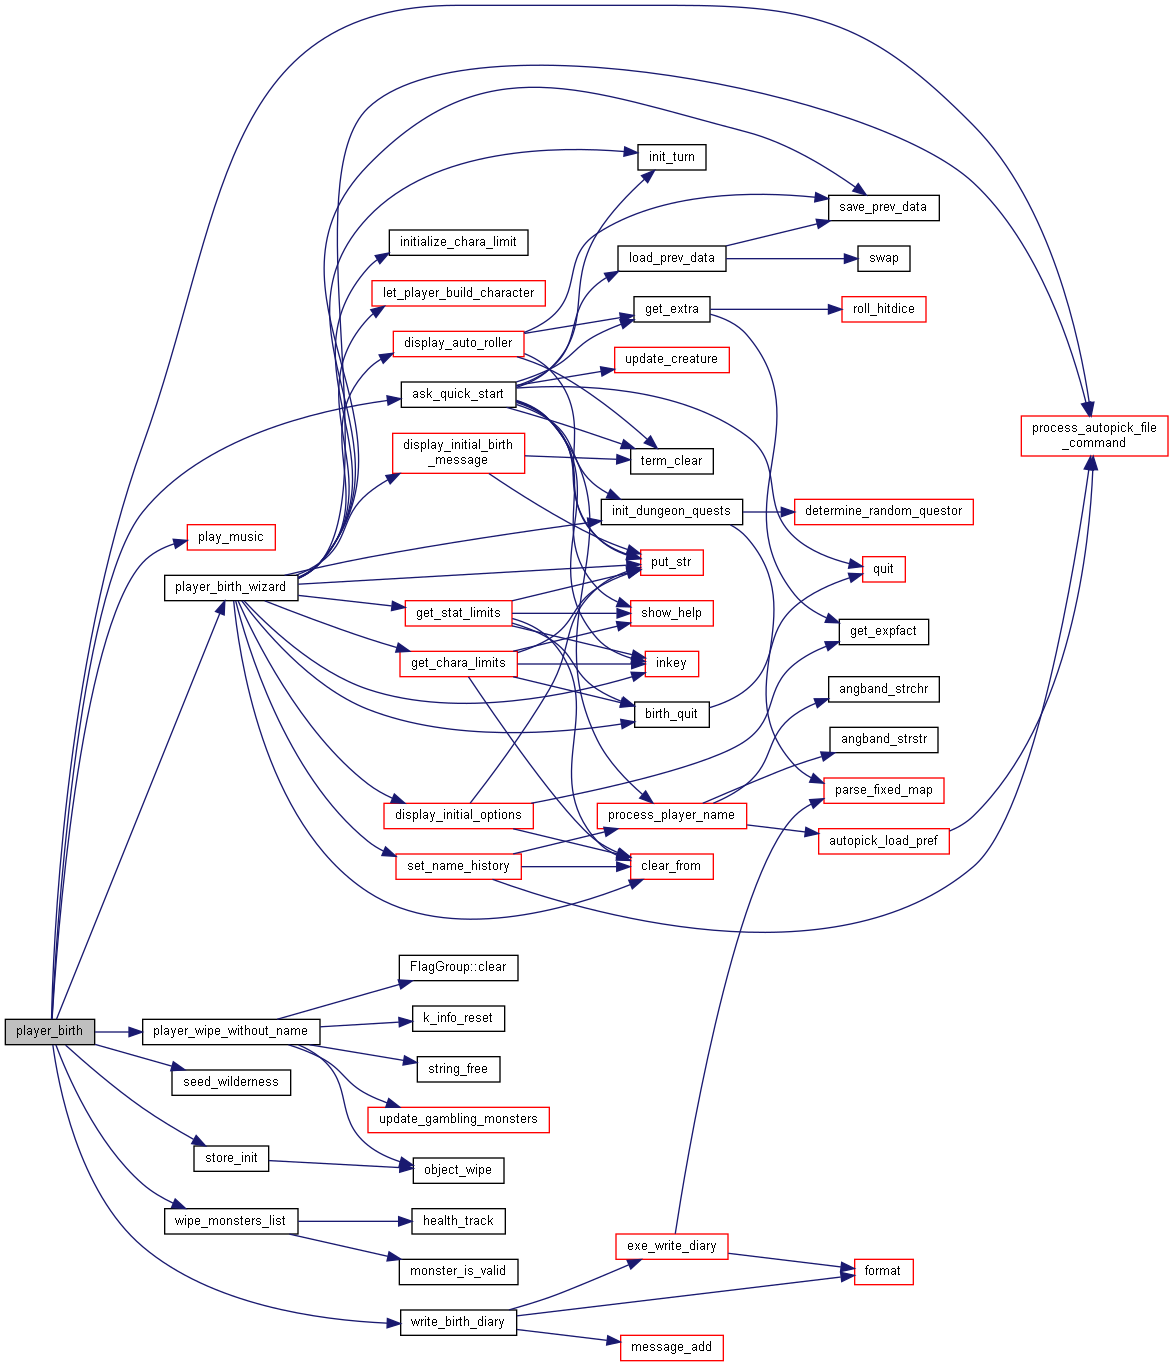 init_turn
save_prev_data
initialize_chara_limit
load_prev_data
swap
let_player_build_character
get_extra
roll_hitdice
display_auto_roller
update_creature
ask_quick_start
process_autopick_file
_command
display_initial_birth
_message
term_clear
init_dungeon_quests
determine_random_questor
play_music
put_str
quit
player_birth_wizard
get_stat_limits
show_help
get_expfact
get_chara_limits
inkey
angband_strchr
birth_quit
angband_strstr
parse_fixed_map
display_initial_options
process_player_name
autopick_load_pref
set_name_history
clear_from
FlagGroup::clear
k_info_reset
player_birth
player_wipe_without_name
string_free
seed_wilderness
update_gambling_monsters
store_init
object_wipe
wipe_monsters_list
health_track
exe_write_diary
monster_is_valid
format
write_birth_diary
message_add